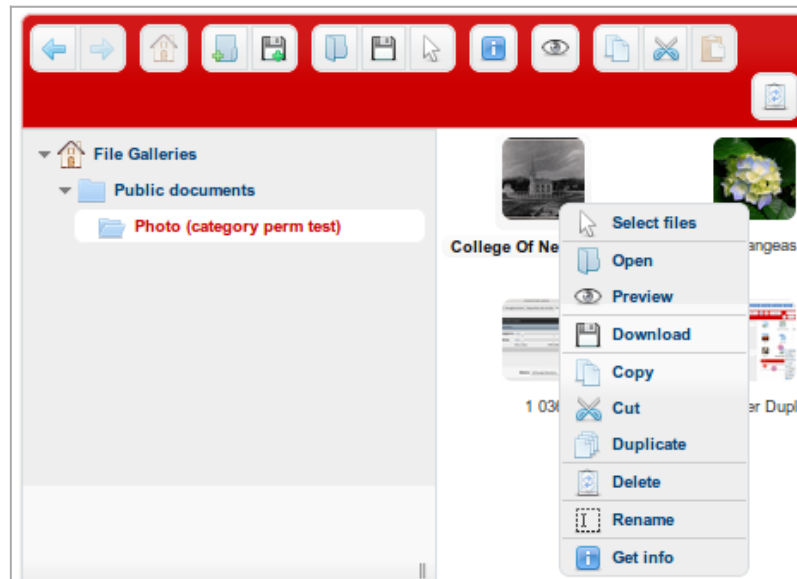 File Galleries
Public documents
Photo (category perm test)
College Of Ne
angeas
1 03
er Dupl
Select files
Open
Preview
Download
Copy
Cut
Duplicate
Delete
Rename
Get info